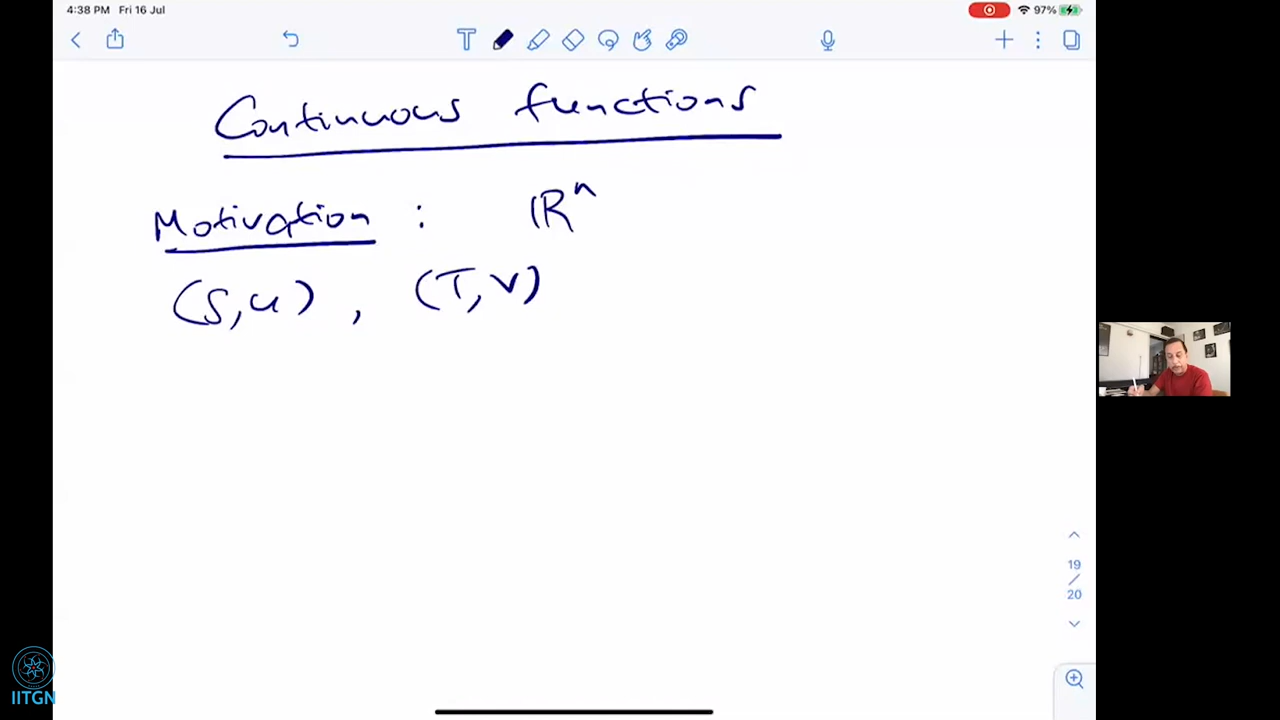 4:38 PM Fri 16 Jul
97%
Continuous functions
Motivation : ℝⁿ
(S,u) , (T,v)
19
/
20
IITGN